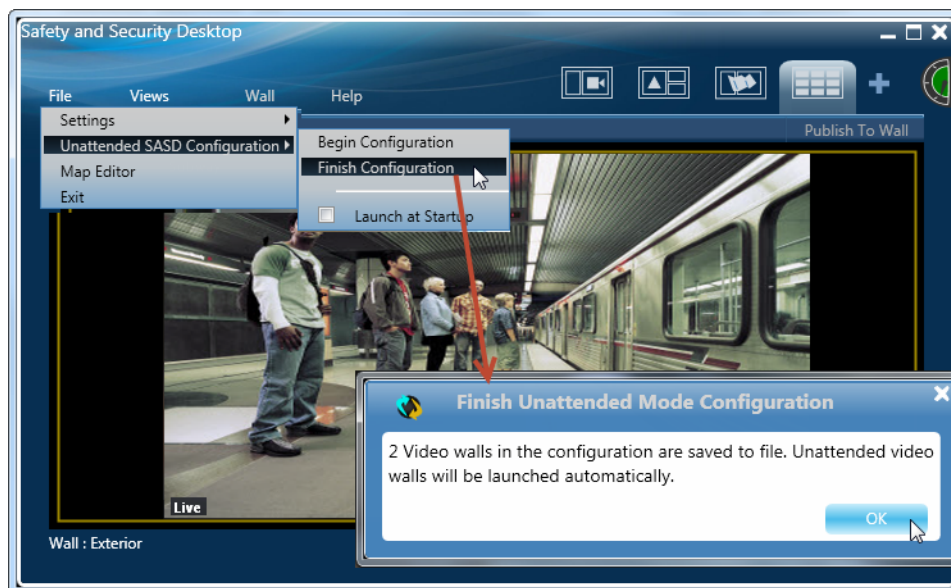 Safety and Security Desktop
File Views Wall Help
Settings
Unattended SASD Configuration
Map Editor
Exit
Begin Configuration
Finish Configuration
Launch at Startup
Publish To Wall
Live
Wall : Exterior
Finish Unattended Mode Configuration
2 Video walls in the configuration are saved to file. Unattended video
walls will be launched automatically.
OK